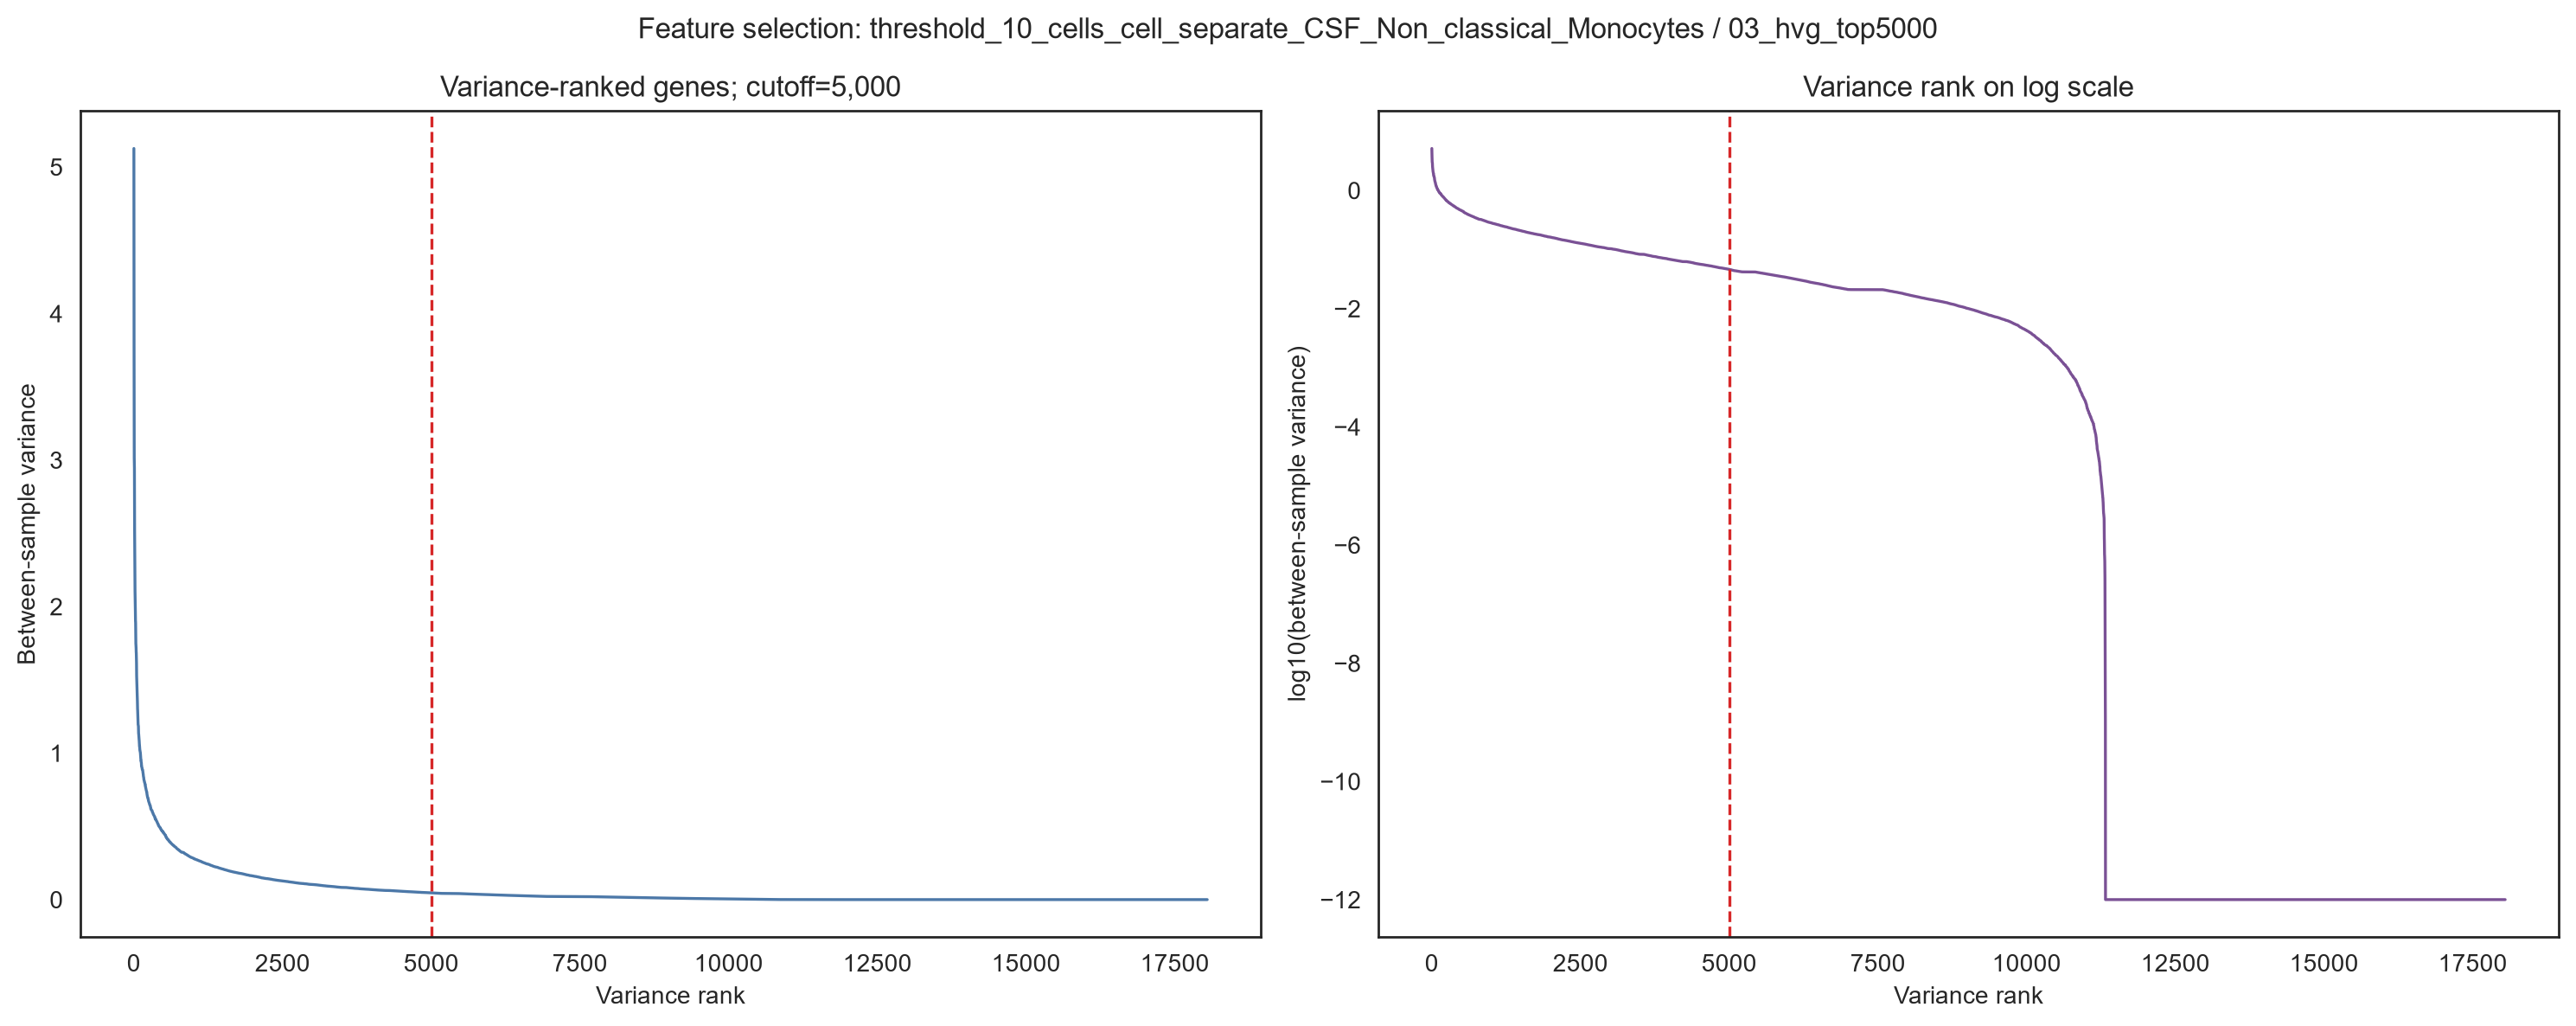 Feature selection: threshold_10_cells_cell_separate_CSF_Non_classical_Monocytes / 03_hvg_top5000
Variance-ranked genes; cutoff=5,000
5
4
3
2
1
0
Between-sample variance
0 2500 5000 7500 10000 12500 15000 17500
Variance rank
Variance rank on log scale
0
−2
−4
−6
−8
−10
−12
log10(between-sample variance)
0 2500 5000 7500 10000 12500 15000 17500
Variance rank